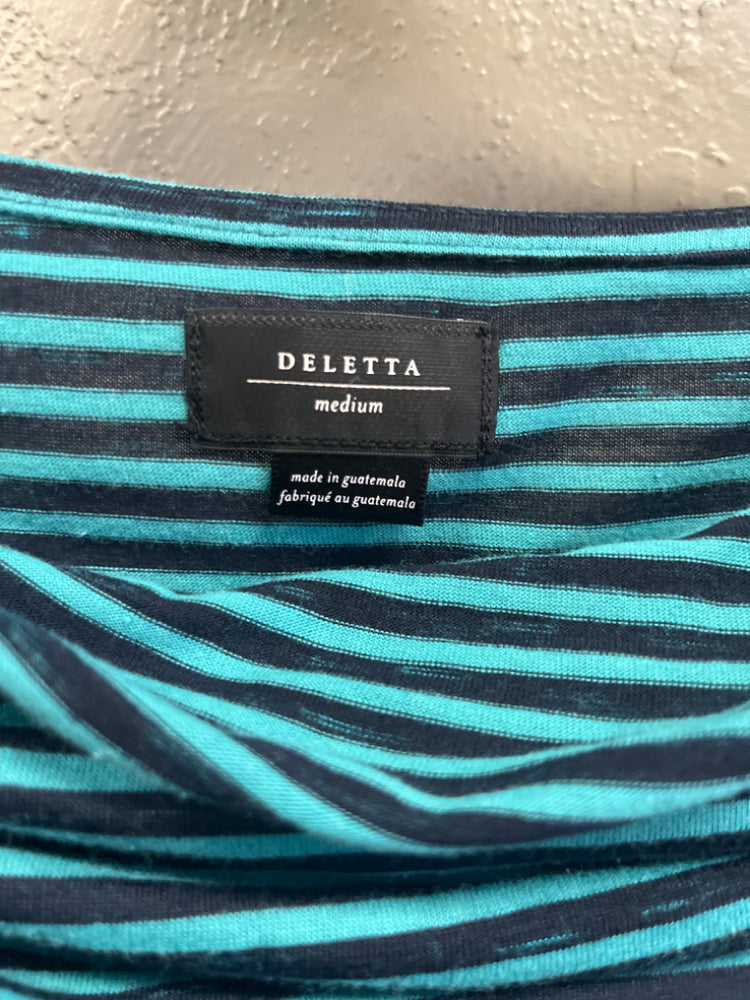 DELETTA
medium
made in guatemala
fabriqué au guatemala